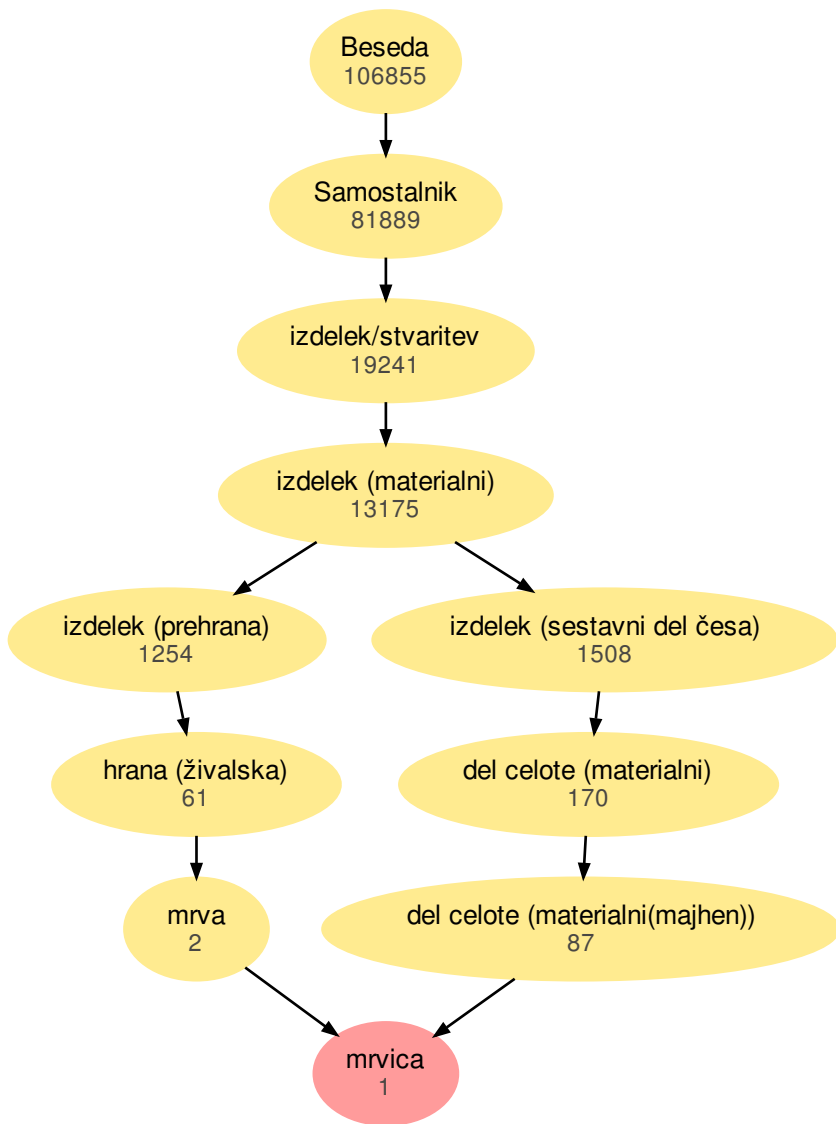 Beseda
106855
Samostalnik
81889
izdelek/stvaritev
19241
izdelek (materialni)
13175
izdelek (prehrana)
1254
izdelek (sestavni del česa)
1508
hrana (živalska)
61
del celote (materialni)
170
mrva
2
del celote (materialni(majhen))
87
mrvica
1